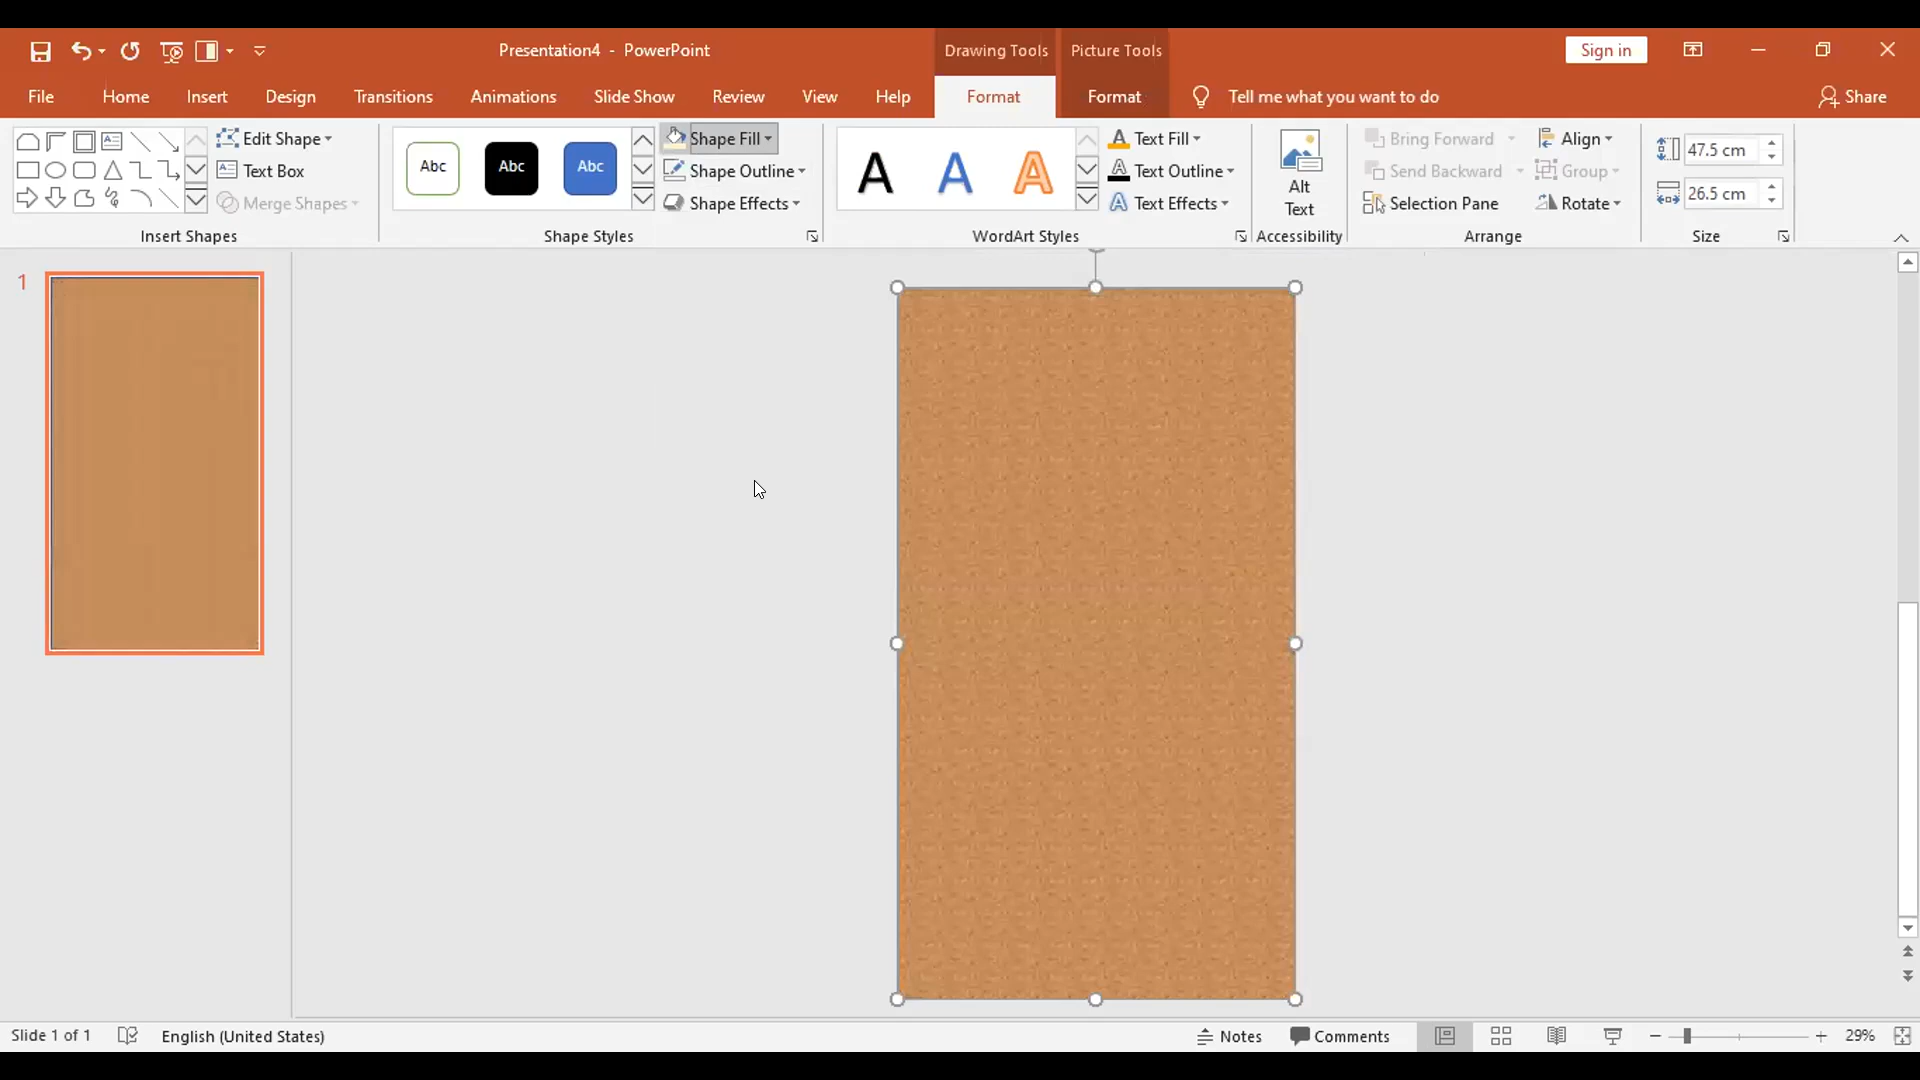 Presentation4 - PowerPoint
Drawing Tools
Picture Tools
Sign in
File
Home
Insert
Design
Transitions
Animations
Slide Show
Review
View
Help
Format
Format
Tell me what you want to do
Share
Edit Shape
Text Box
Merge Shapes
Insert Shapes
Abc
Abc
Abc
Shape Fill
Shape Outline
Shape Effects
Shape Styles
A
A
A
Text Fill
Text Outline
Text Effects
WordArt Styles
Alt
Text
Accessibility
Bring Forward
Send Backward
Selection Pane
Align
Group
Rotate
Arrange
47.5 cm
26.5 cm
Size
1
Slide 1 of 1
English (United States)
Notes
Comments
29%